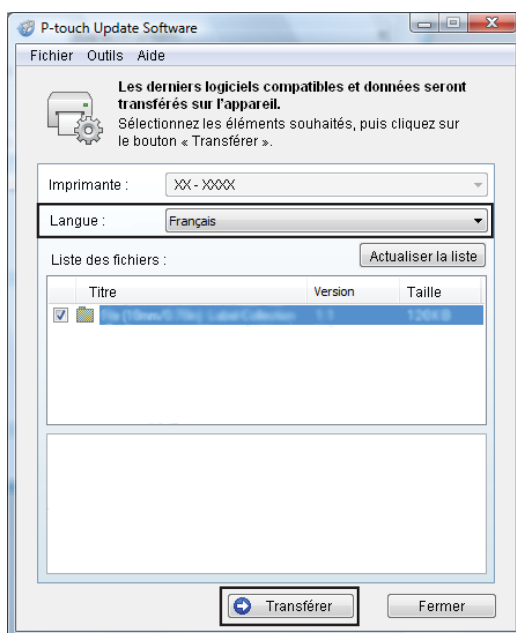 P-touch Update Software
Fichier Outils Aide
Les derniers logiciels compatibles et données seront
transférés sur l'appareil.
Sélectionnez les éléments souhaités, puis cliquez sur
le bouton « Transférer ».
Imprimante : XX - XXXX
Langue : Français
Liste des fichiers : Actualiser la liste
Titre Version Taille
Transférer Fermer